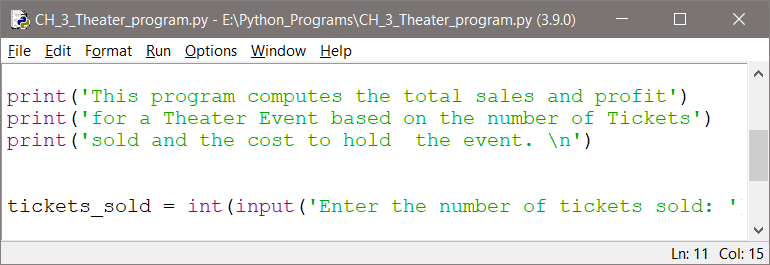 CH_3_Theater_program.py - E:\Python_Programs\CH_3_Theater_program.py (3.9.0)
File Edit Format Run Options Window Help
print('This program computes the total sales and profit')
print('for a Theater Event based on the number of Tickets')
print('sold and the cost to hold  the event. \n')
tickets_sold = int(input('Enter the number of tickets sold: '
Ln: 11 Col: 15